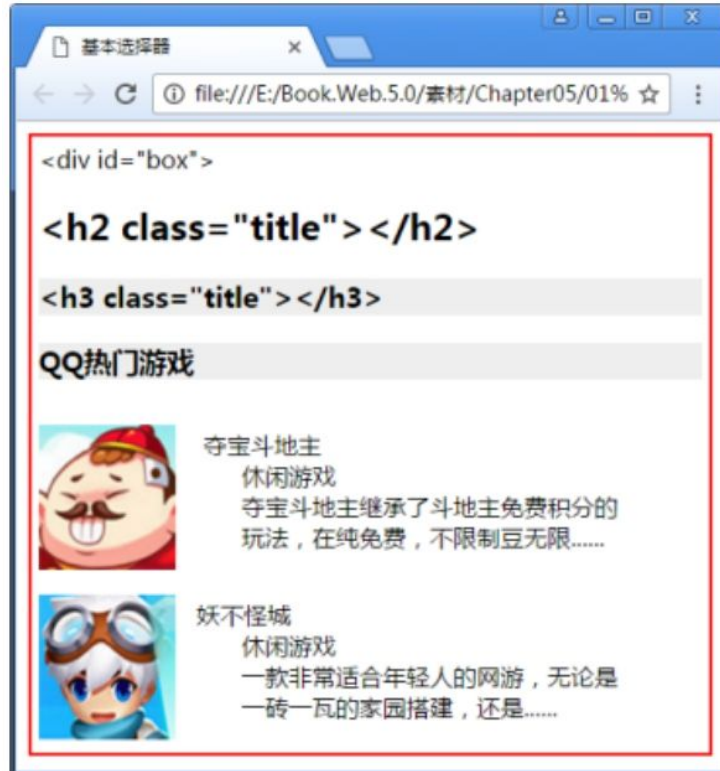 基本选择器
file:///E:/Book.Web.5.0/素材/Chapter05/01%
<div id="box">
<h2 class="title"></h2>
<h3 class="title"></h3>
QQ热门游戏
夺宝斗地主
休闲游戏
夺宝斗地主继承了斗地主免费积分的
玩法，在纯免费，不限制豆无限......
妖不怪城
休闲游戏
一款非常适合年轻人的网游，无论是
一砖一瓦的家园搭建，还是......